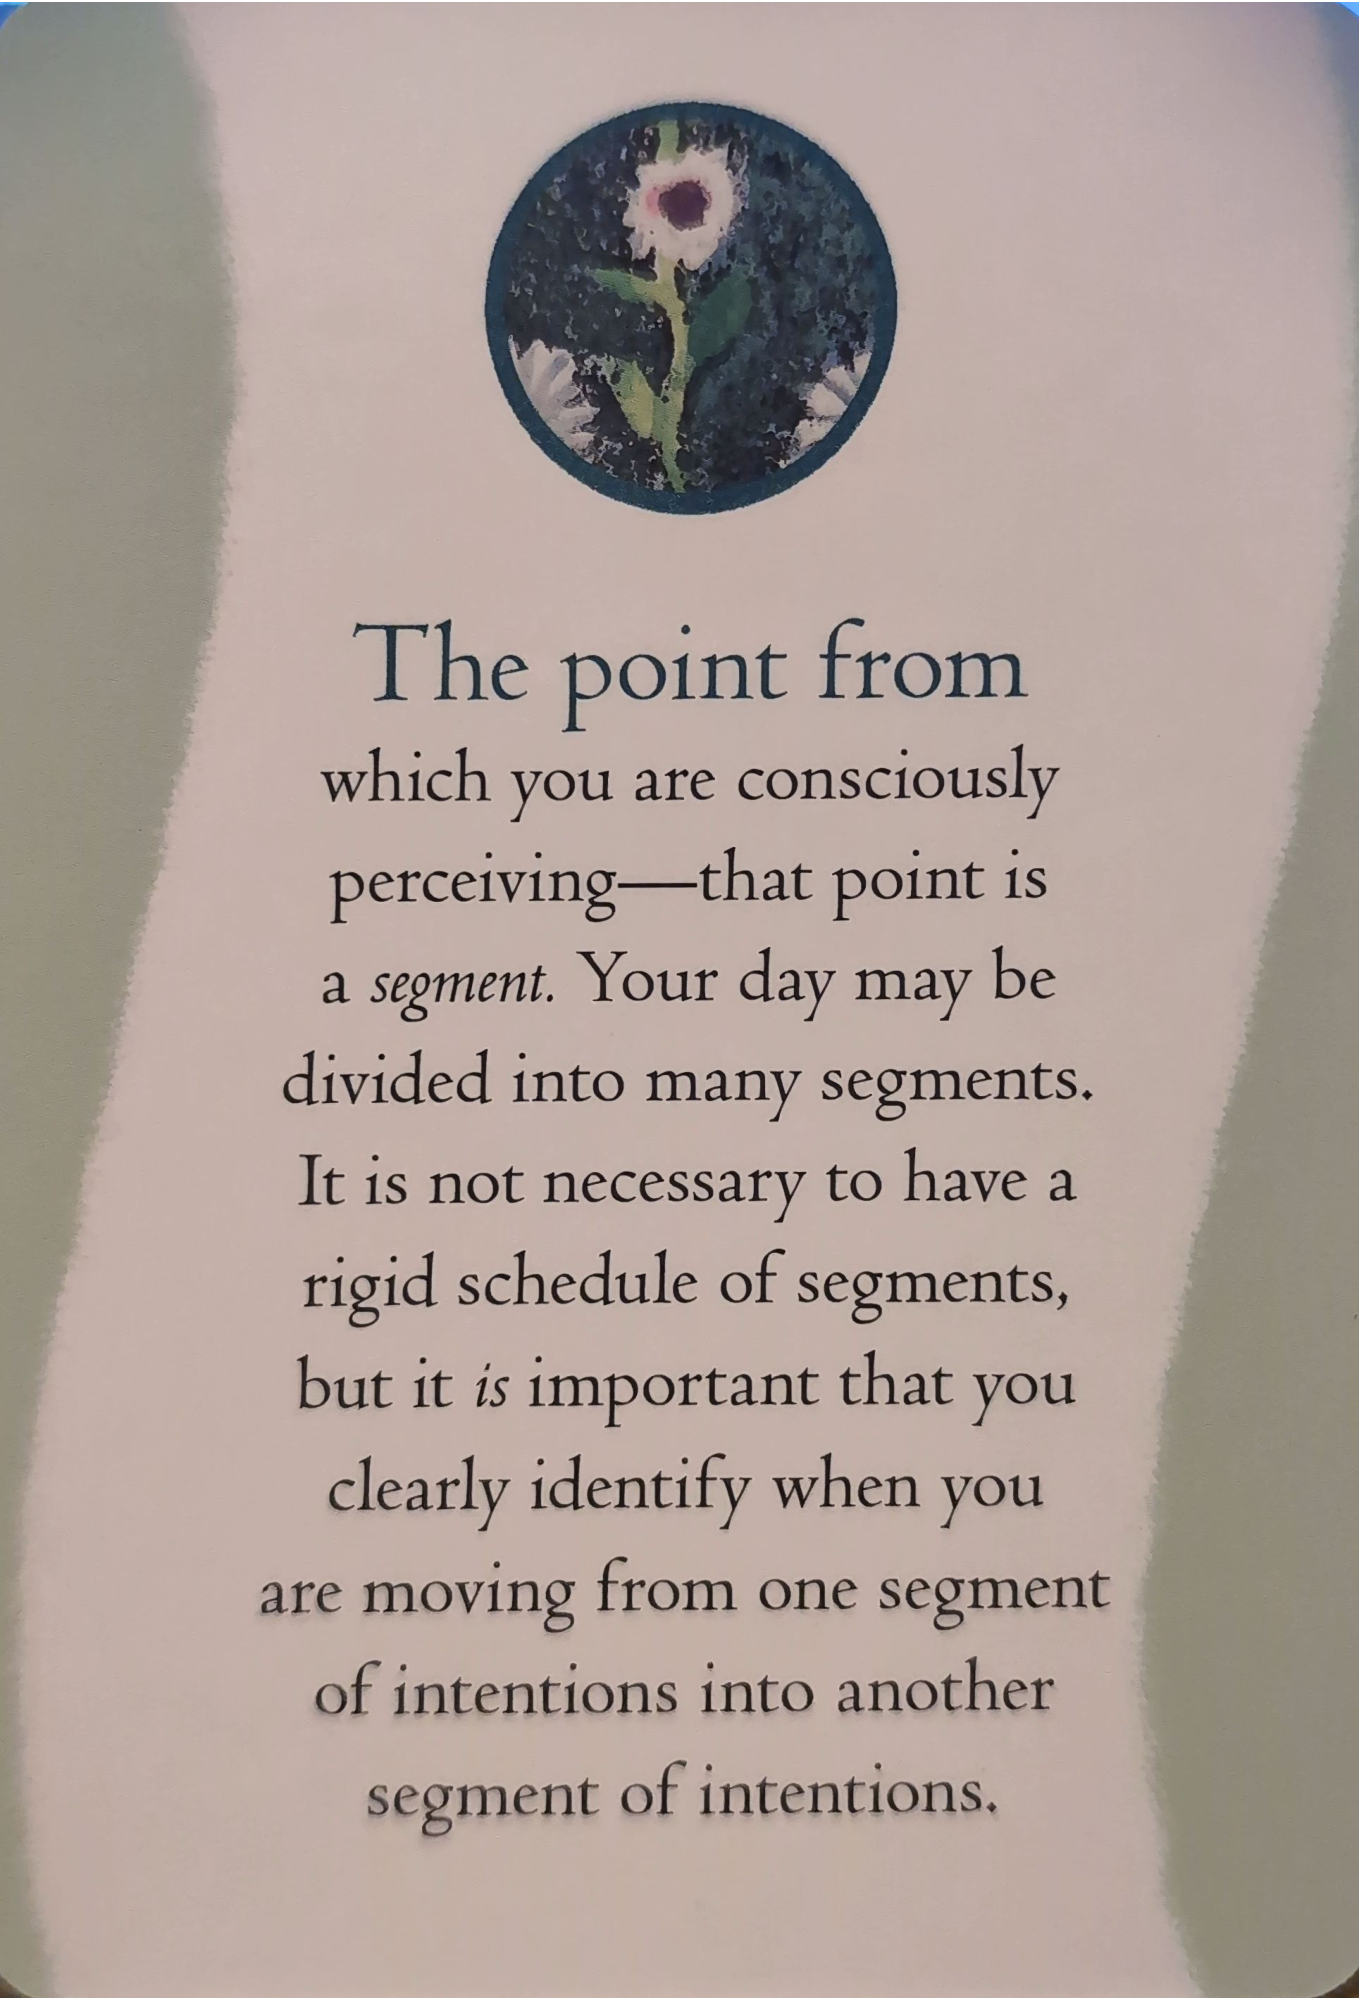 The point from
which you are consciously
perceiving—that point is
a segment. Your day may be
divided into many segments.
It is not necessary to have a
rigid schedule of segments,
but it is important that you
clearly identify when you
are moving from one segment
of intentions into another
segment of intentions.